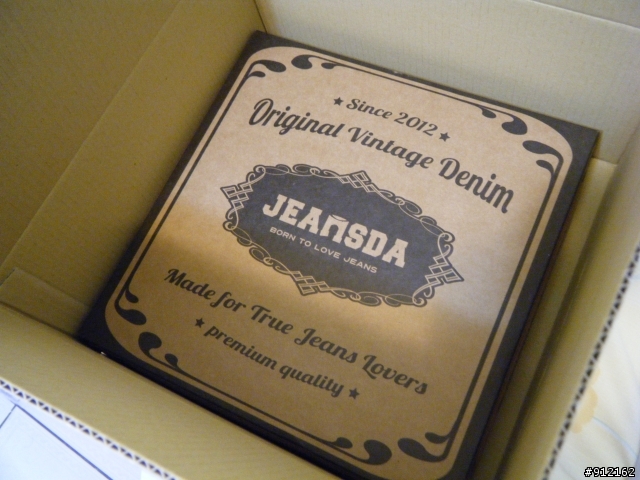 ★ Since 2012 ★
Original Vintage Denim
JEANSDA
BORN TO LOVE JEANS
Made for True Jeans Lovers
★ premium quality ★
#912162